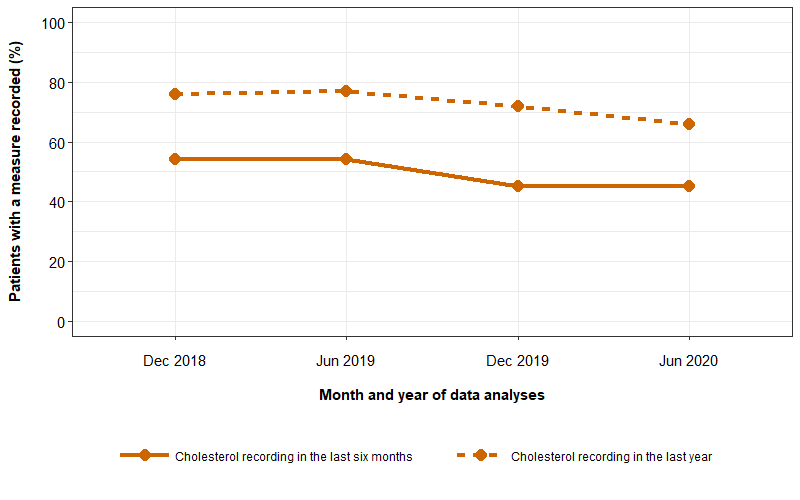 Patients with a measure recorded (%)
100
80
60
40
20
0
Dec 2018 Jun 2019 Dec 2019 Jun 2020
Month and year of data analyses
Cholesterol recording in the last six months Cholesterol recording in the last year